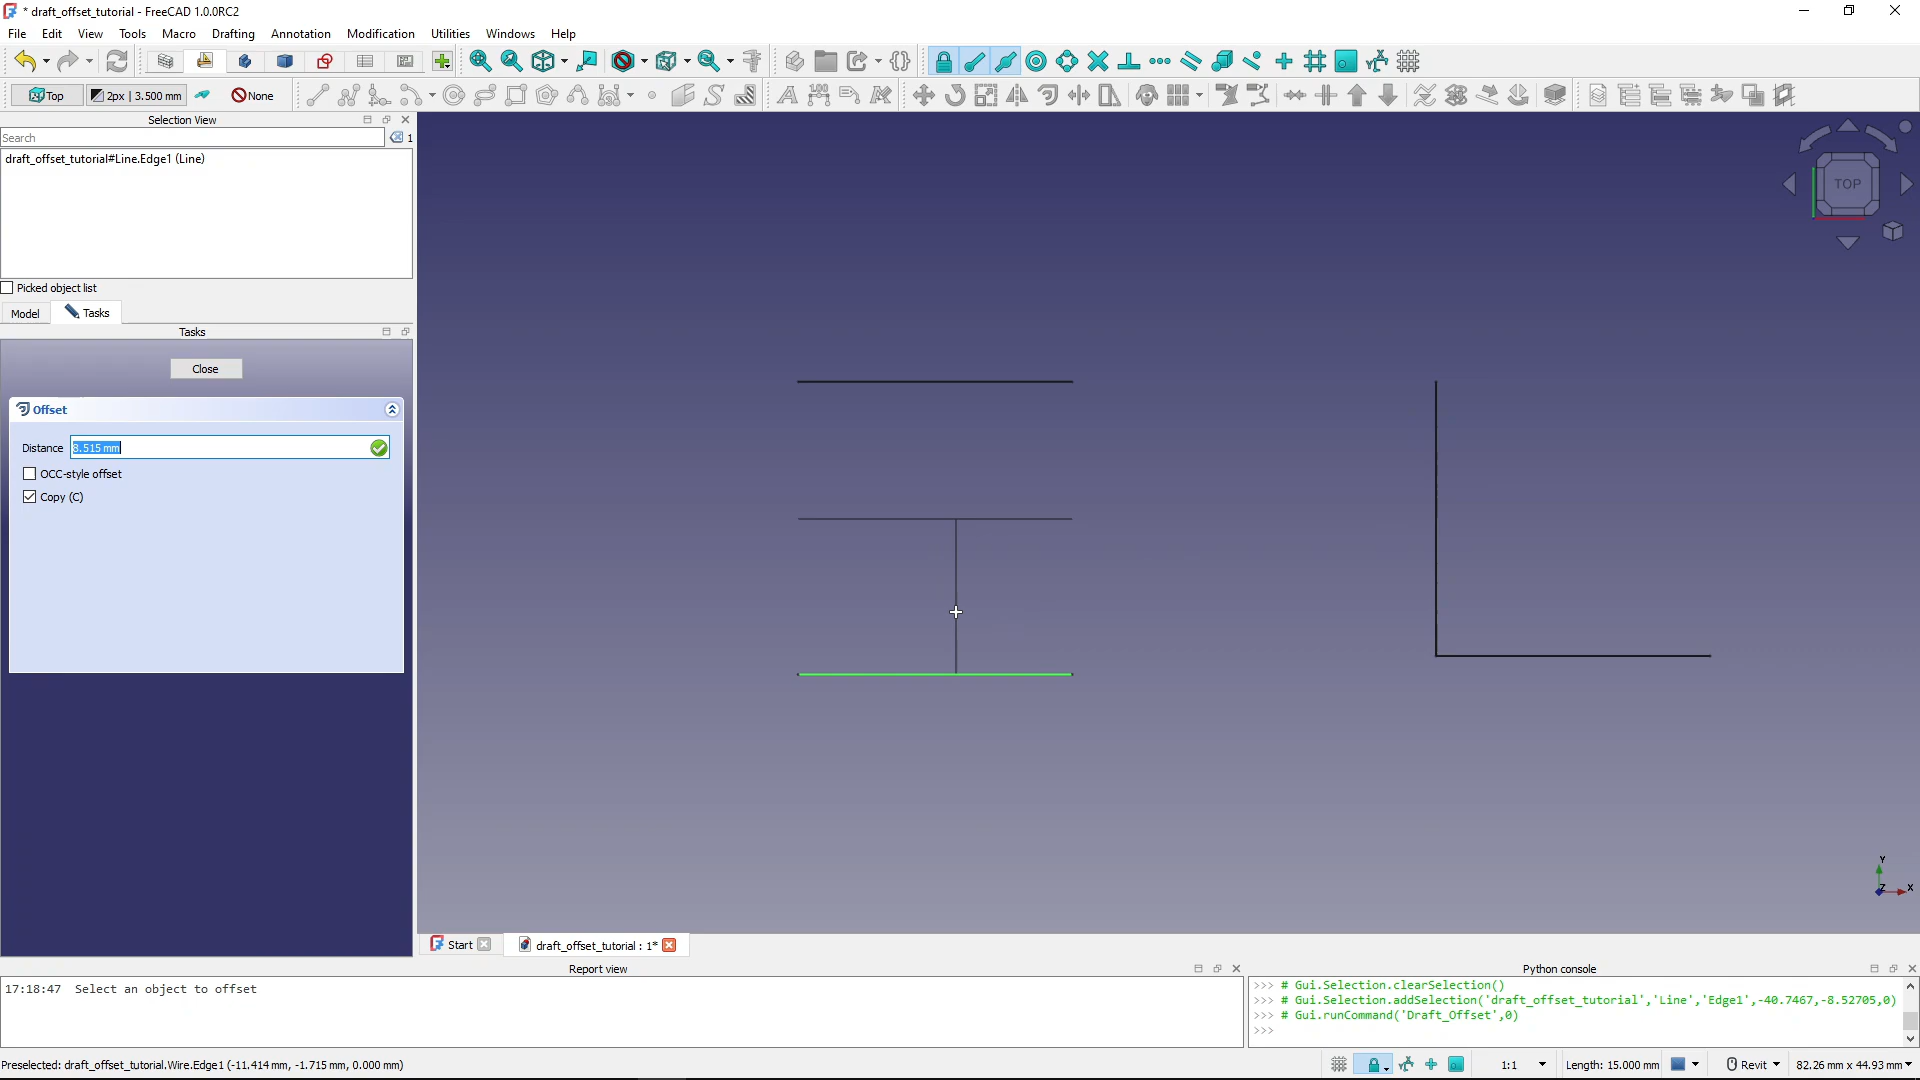 * draft_offset_tutorial - FreeCAD 1.0.0RC2
File Edit View Tools Macro Drafting Annotation Modification Utilities Windows Help
Top 2px | 3.500 mm None
Selection View
Search 1
draft_offset_tutorial#Line.Edge1 (Line)
Picked object list
Model Tasks
Tasks
Close
Offset
Distance 8.515 mm
OCC-style offset
Copy (C)
TOP
Y
Z X
Start draft_offset_tutorial : 1*
Report view
17:18:47 Select an object to offset
Python console
>>> # Gui.Selection.clearSelection()
>>> # Gui.Selection.addSelection('draft_offset_tutorial','Line','Edge1',-40.7467,-8.52705,0)
>>> # Gui.runCommand('Draft_Offset',0)
>>>
Preselected: draft_offset_tutorial.Wire.Edge1 (-11.414 mm, -1.715 mm, 0.000 mm)
1:1 Length: 15.000 mm Revit 82.26 mm x 44.93 mm